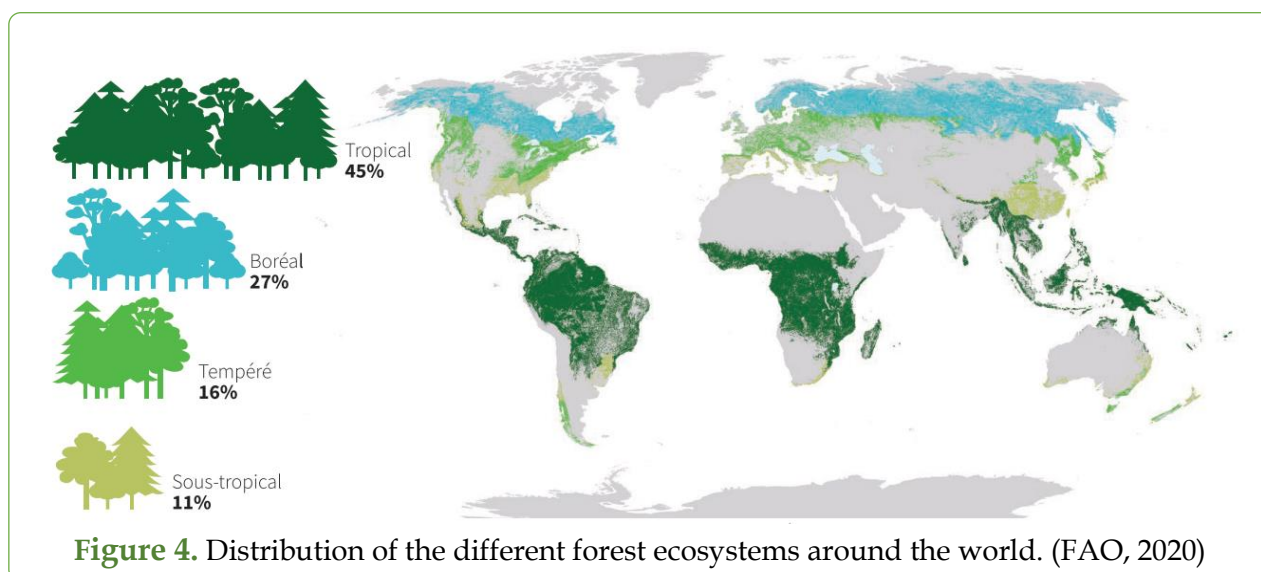 Tropical
45%
Boréal
27%
Tempéré
16%
Sous-tropical
11%
Figure 4. Distribution of the different forest ecosystems around the world. (FAO, 2020)